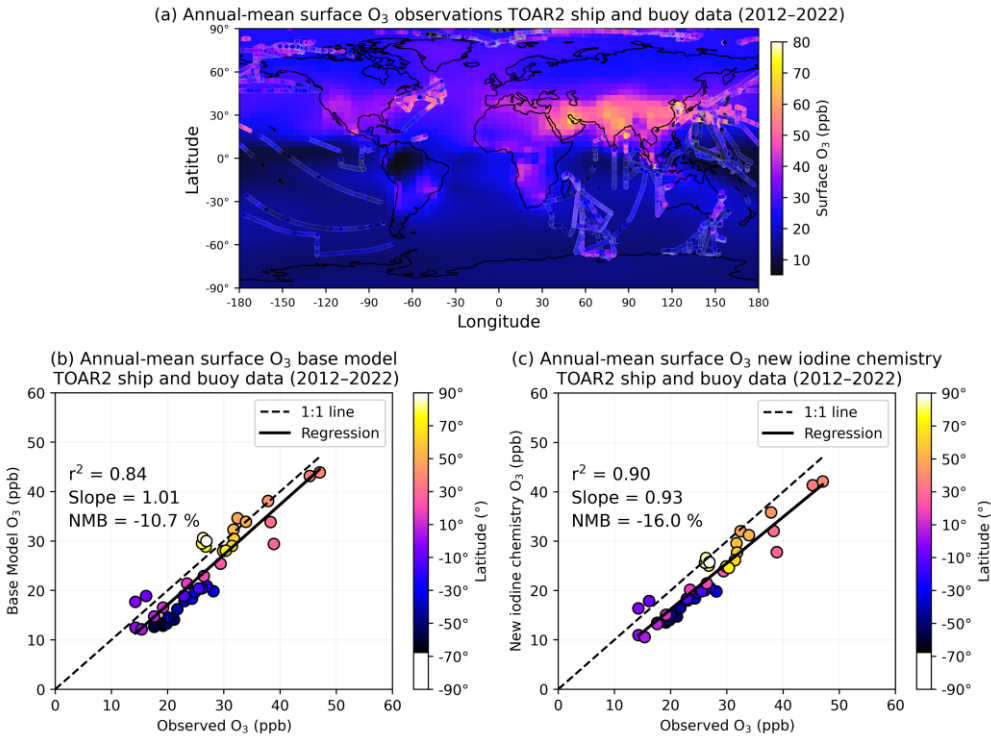 (a) Annual-mean surface O₃ observations TOAR2 ship and buoy data (2012–2022)
90°
60°
30°
0°
-30°
-60°
-90°
Latitude
-180 -150 -120 -90 -60 -30 0 30 60 90 120 150 180
Longitude
80
70
60
50
40
30
20
10
Surface O₃ (ppb)
(b) Annual-mean surface O₃ base model
TOAR2 ship and buoy data (2012–2022)
60
50
40
30
20
10
0
Base Model O₃ (ppb)
1:1 line
Regression
r² = 0.84
Slope = 1.01
NMB = -10.7 %
0 10 20 30 40 50 60
Observed O₃ (ppb)
90°
70°
50°
30°
10°
-10°
-30°
-50°
-70°
-90°
Latitude (°)
(c) Annual-mean surface O₃ new iodine chemistry
TOAR2 ship and buoy data (2012–2022)
60
50
40
30
20
10
0
New iodine chemistry O₃ (ppb)
1:1 line
Regression
r² = 0.90
Slope = 0.93
NMB = -16.0 %
0 10 20 30 40 50 60
Observed O₃ (ppb)
90°
70°
50°
30°
10°
-10°
-30°
-50°
-70°
-90°
Latitude (°)